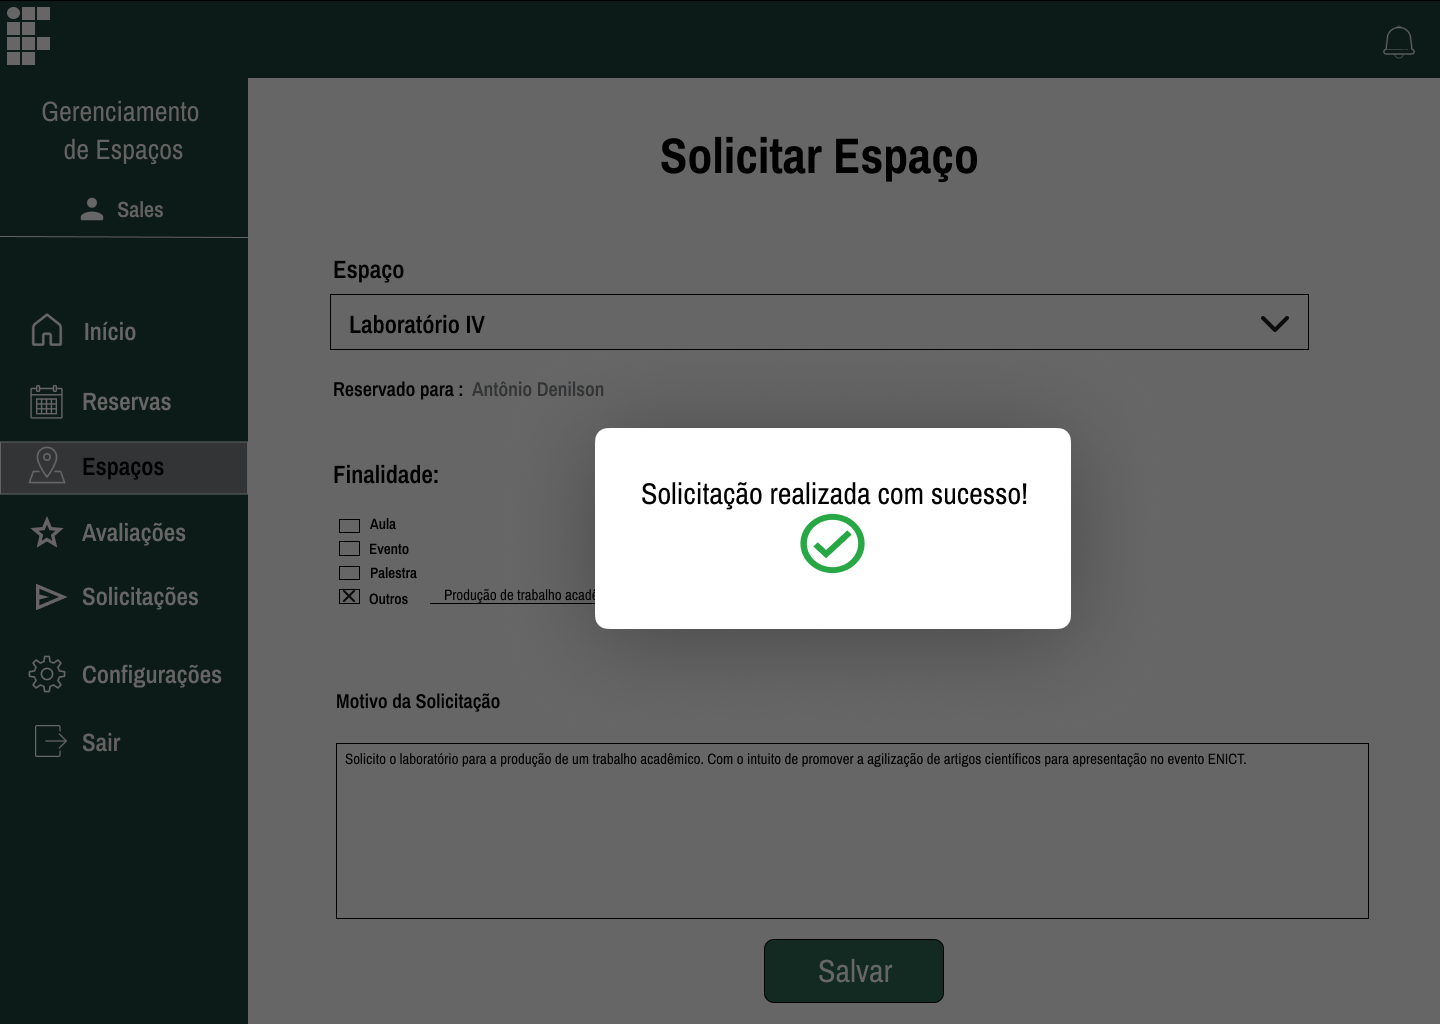 Gerenciamento
de Espaços
Sales
Início
Reservas
Espaços
Avaliações
Solicitações
Configurações
Sair
Solicitar Espaço
Espaço
Laboratório IV
Reservado para : Antônio Denilson
Finalidade:
Aula
Evento
Palestra
Outros Produção de trabalho
Solicitação realizada com sucesso!
Motivo da Solicitação
Solicito o laboratório para a produção de um trabalho acadêmico. Com o intuito de promover a agilização de artigos científicos para apresentação no evento ENICT.
Salvar